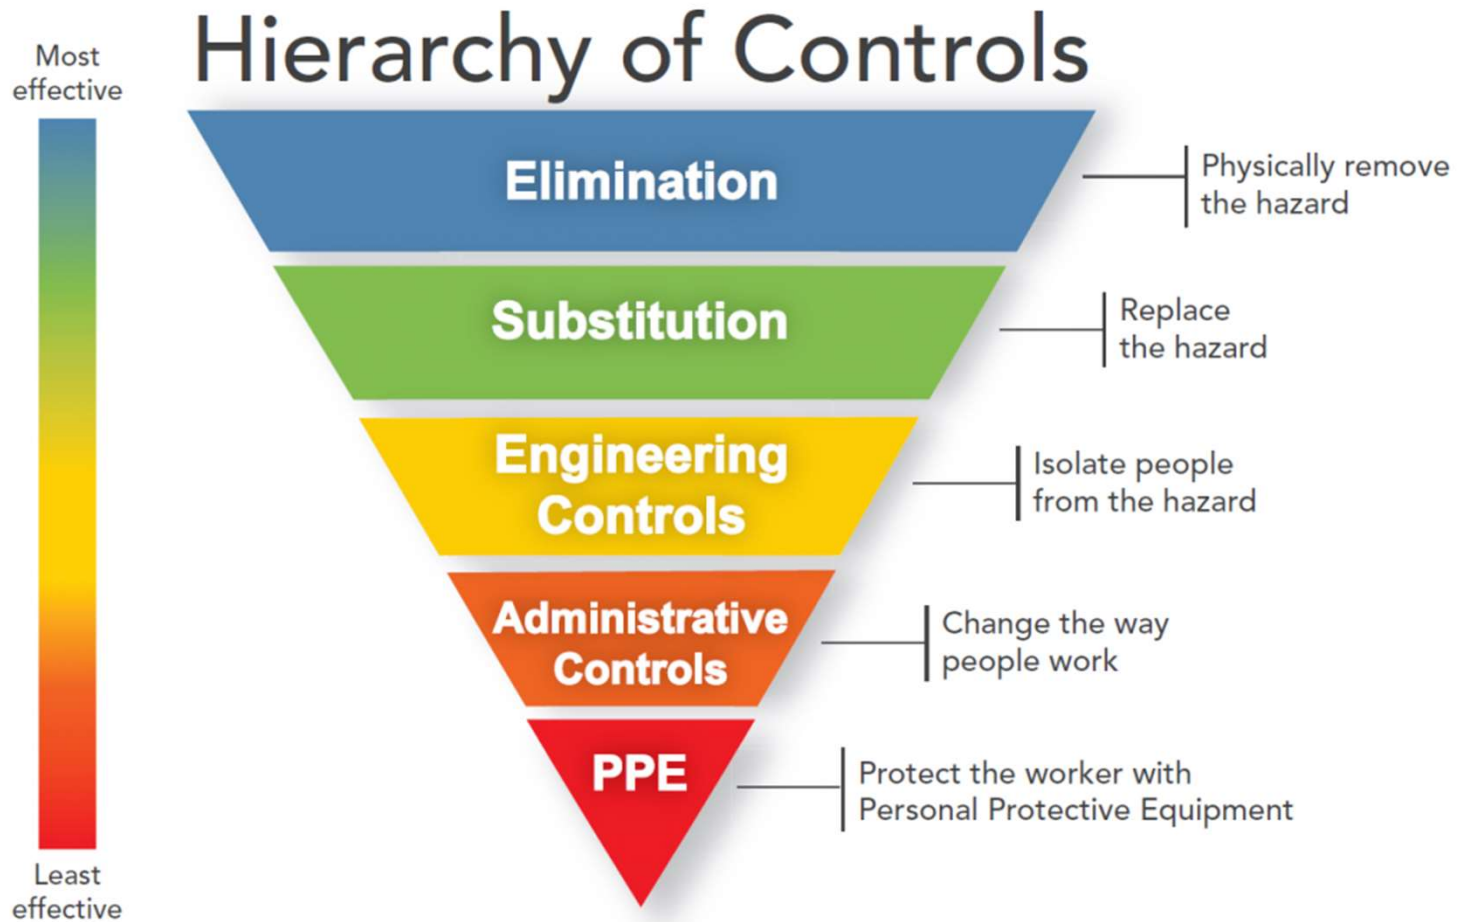 Hierarchy of Controls
Most
effective
Elimination
Physically remove
the hazard
Substitution
Replace
the hazard
Engineering
Controls
Isolate people
from the hazard
Administrative
Controls
Change the way
people work
PPE
Protect the worker with
Personal Protective Equipment
Least
effective